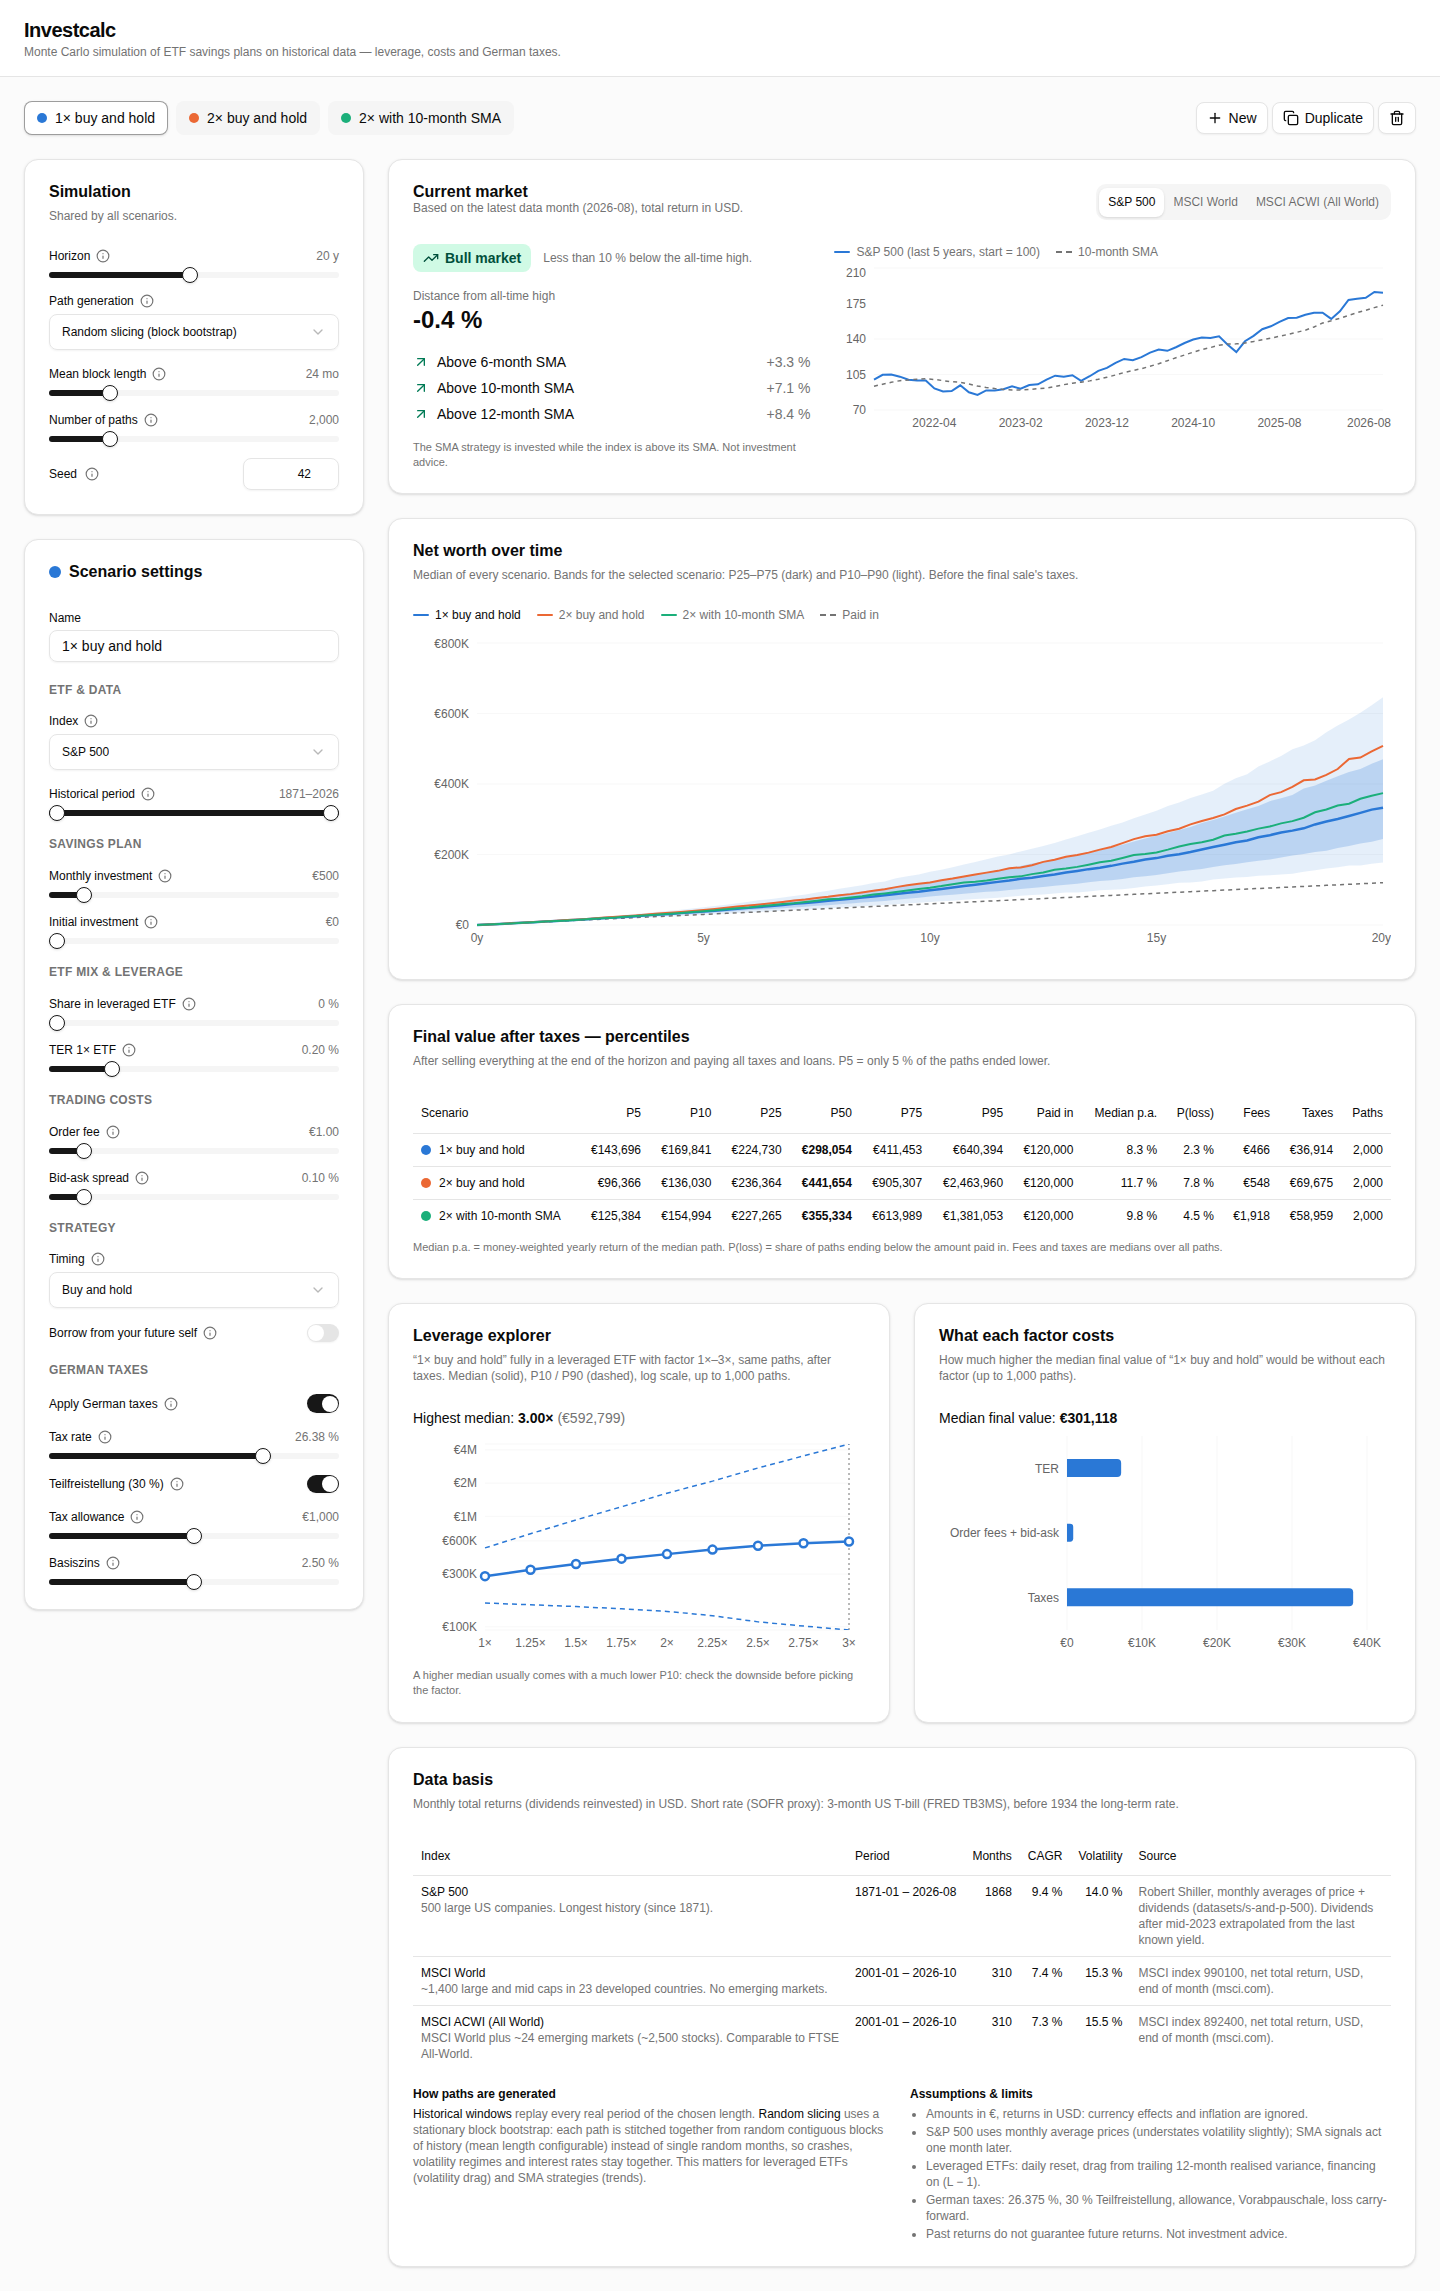 Investcalc
Monte Carlo simulation of ETF savings plans on historical data — leverage, costs and German taxes.
1× buy and hold
2× buy and hold
2× with 10-month SMA
New
Duplicate
Simulation
Shared by all scenarios.
Horizon 20 y
Path generation
Random slicing (block bootstrap)
Mean block length 24 mo
Number of paths 2,000
Seed 42
Scenario settings
Name
1× buy and hold
ETF & DATA
Index
S&P 500
Historical period 1871–2026
SAVINGS PLAN
Monthly investment €500
Initial investment €0
ETF MIX & LEVERAGE
Share in leveraged ETF 0 %
TER 1× ETF 0.20 %
TRADING COSTS
Order fee €1.00
Bid-ask spread 0.10 %
STRATEGY
Timing
Buy and hold
Borrow from your future self
GERMAN TAXES
Apply German taxes
Tax rate 26.38 %
Teilfreistellung (30 %)
Tax allowance €1,000
Basiszins 2.50 %
Current market
Based on the latest data month (2026-08), total return in USD.
S&P 500 MSCI World MSCI ACWI (All World)
Bull market Less than 10 % below the all-time high.
Distance from all-time high
-0.4 %
Above 6-month SMA +3.3 %
Above 10-month SMA +7.1 %
Above 12-month SMA +8.4 %
The SMA strategy is invested while the index is above its SMA. Not investment
advice.
S&P 500 (last 5 years, start = 100) 10-month SMA
210
175
140
105
70
2022-04 2023-02 2023-12 2024-10 2025-08 2026-08
Net worth over time
Median of every scenario. Bands for the selected scenario: P25–P75 (dark) and P10–P90 (light). Before the final sale's taxes.
1× buy and hold 2× buy and hold 2× with 10-month SMA Paid in
€800K
€600K
€400K
€200K
€0
0y 5y 10y 15y 20y
Final value after taxes — percentiles
After selling everything at the end of the horizon and paying all taxes and loans. P5 = only 5 % of the paths ended lower.
Scenario P5 P10 P25 P50 P75 P95 Paid in Median p.a. P(loss) Fees Taxes Paths
1× buy and hold €143,696 €169,841 €224,730 €298,054 €411,453 €640,394 €120,000 8.3 % 2.3 % €466 €36,914 2,000
2× buy and hold €96,366 €136,030 €236,364 €441,654 €905,307 €2,463,960 €120,000 11.7 % 7.8 % €548 €69,675 2,000
2× with 10-month SMA €125,384 €154,994 €227,265 €355,334 €613,989 €1,381,053 €120,000 9.8 % 4.5 % €1,918 €58,959 2,000
Median p.a. = money-weighted yearly return of the median path. P(loss) = share of paths ending below the amount paid in. Fees and taxes are medians over all paths.
Leverage explorer
“1× buy and hold” fully in a leveraged ETF with factor 1×–3×, same paths, after
taxes. Median (solid), P10 / P90 (dashed), log scale, up to 1,000 paths.
Highest median: 3.00× (€592,799)
€4M
€2M
€1M
€600K
€300K
€100K
1× 1.25× 1.5× 1.75× 2× 2.25× 2.5× 2.75× 3×
A higher median usually comes with a much lower P10: check the downside before picking
the factor.
What each factor costs
How much higher the median final value of “1× buy and hold” would be without each
factor (up to 1,000 paths).
Median final value: €301,118
TER
Order fees + bid-ask
Taxes
€0 €10K €20K €30K €40K
Data basis
Monthly total returns (dividends reinvested) in USD. Short rate (SOFR proxy): 3-month US T-bill (FRED TB3MS), before 1934 the long-term rate.
Index Period Months CAGR Volatility Source
S&P 500 1871-01 – 2026-08 1868 9.4 % 14.0 % Robert Shiller, monthly averages of price +
500 large US companies. Longest history (since 1871). dividends (datasets/s-and-p-500). Dividends
after mid-2023 extrapolated from the last
known yield.
MSCI World 2001-01 – 2026-10 310 7.4 % 15.3 % MSCI index 990100, net total return, USD,
~1,400 large and mid caps in 23 developed countries. No emerging markets. end of month (msci.com).
MSCI ACWI (All World) 2001-01 – 2026-10 310 7.3 % 15.5 % MSCI index 892400, net total return, USD,
MSCI World plus ~24 emerging markets (~2,500 stocks). Comparable to FTSE end of month (msci.com).
All-World.
How paths are generated
Historical windows replay every real period of the chosen length. Random slicing uses a
stationary block bootstrap: each path is stitched together from random contiguous blocks
of history (mean length configurable) instead of single random months, so crashes,
volatility regimes and interest rates stay together. This matters for leveraged ETFs
(volatility drag) and SMA strategies (trends).
Assumptions & limits
• Amounts in €, returns in USD: currency effects and inflation are ignored.
• S&P 500 uses monthly average prices (understates volatility slightly); SMA signals act
one month later.
• Leveraged ETFs: daily reset, drag from trailing 12-month realised variance, financing
on (L − 1).
• German taxes: 26.375 %, 30 % Teilfreistellung, allowance, Vorabpauschale, loss carry-
forward.
• Past returns do not guarantee future returns. Not investment advice.